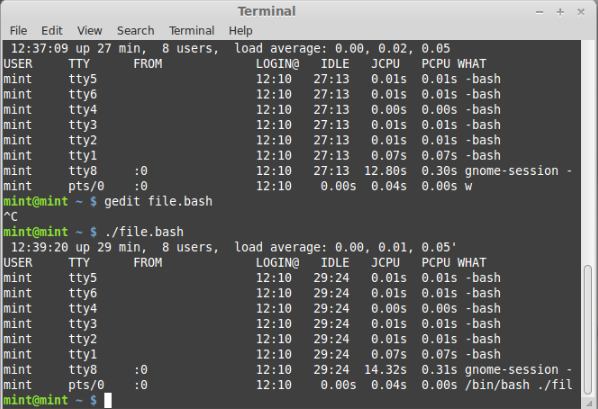 Terminal
File Edit View Search Terminal Help
12:37:09 up 27 min,  8 users,  load average: 0.00, 0.02, 0.05
USER     TTY      FROM             LOGIN@   IDLE   JCPU   PCPU WHAT
mint     tty5                      12:10   27:13   0.01s  0.01s -bash
mint     tty6                      12:10   27:13   0.01s  0.01s -bash
mint     tty4                      12:10   27:13   0.00s  0.00s -bash
mint     tty3                      12:10   27:13   0.01s  0.01s -bash
mint     tty2                      12:10   27:13   0.01s  0.01s -bash
mint     tty1                      12:10   27:13   0.07s  0.07s -bash
mint     tty8     :0               12:10   27:13  12.80s  0.30s gnome-session -
mint     pts/0    :0               12:10    0.00s  0.04s  0.00s w
mint@mint ~ $ gedit file.bash
^C
mint@mint ~ $ ./file.bash
12:39:20 up 29 min,  8 users,  load average: 0.00, 0.01, 0.05'
USER     TTY      FROM             LOGIN@   IDLE   JCPU   PCPU WHAT
mint     tty5                      12:10   29:24   0.01s  0.01s -bash
mint     tty6                      12:10   29:24   0.01s  0.01s -bash
mint     tty4                      12:10   29:24   0.00s  0.00s -bash
mint     tty3                      12:10   29:24   0.01s  0.01s -bash
mint     tty2                      12:10   29:24   0.01s  0.01s -bash
mint     tty1                      12:10   29:24   0.07s  0.07s -bash
mint     tty8     :0               12:10   29:24  14.32s  0.31s gnome-session -
mint     pts/0    :0               12:10    0.00s  0.04s  0.00s /bin/bash ./fil
mint@mint ~ $